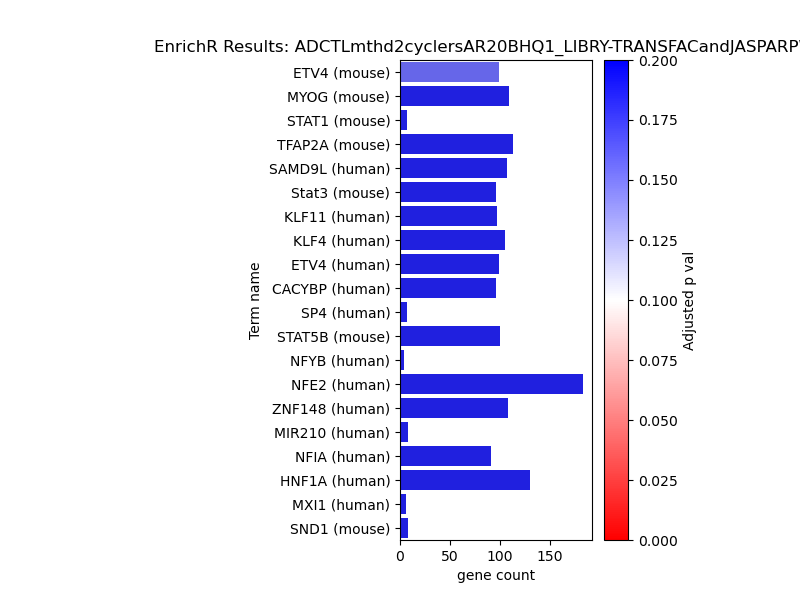 EnrichR Results: ADCTLmthd2cyclersAR20BHQ1_LIBRY-TRANSFACandJASPARP
Term name
ETV4 (mouse)
MYOG (mouse)
STAT1 (mouse)
TFAP2A (mouse)
SAMD9L (human)
Stat3 (mouse)
KLF11 (human)
KLF4 (human)
ETV4 (human)
CACYBP (human)
SP4 (human)
STAT5B (mouse)
NFYB (human)
NFE2 (human)
ZNF148 (human)
MIR210 (human)
NFIA (human)
HNF1A (human)
MXI1 (human)
SND1 (mouse)
0 50 100 150
gene count
0.200
0.175
0.150
0.125
0.100
0.075
0.050
0.025
0.000
Adjusted p val